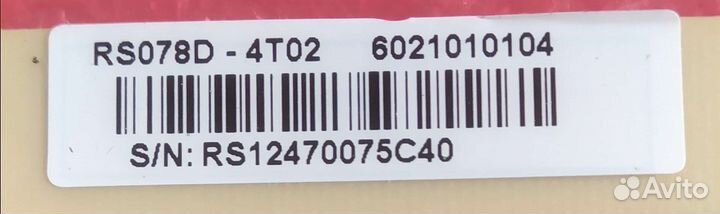 RS078D - 4T02 6021010104
S/N: RS12470075C40
Avito